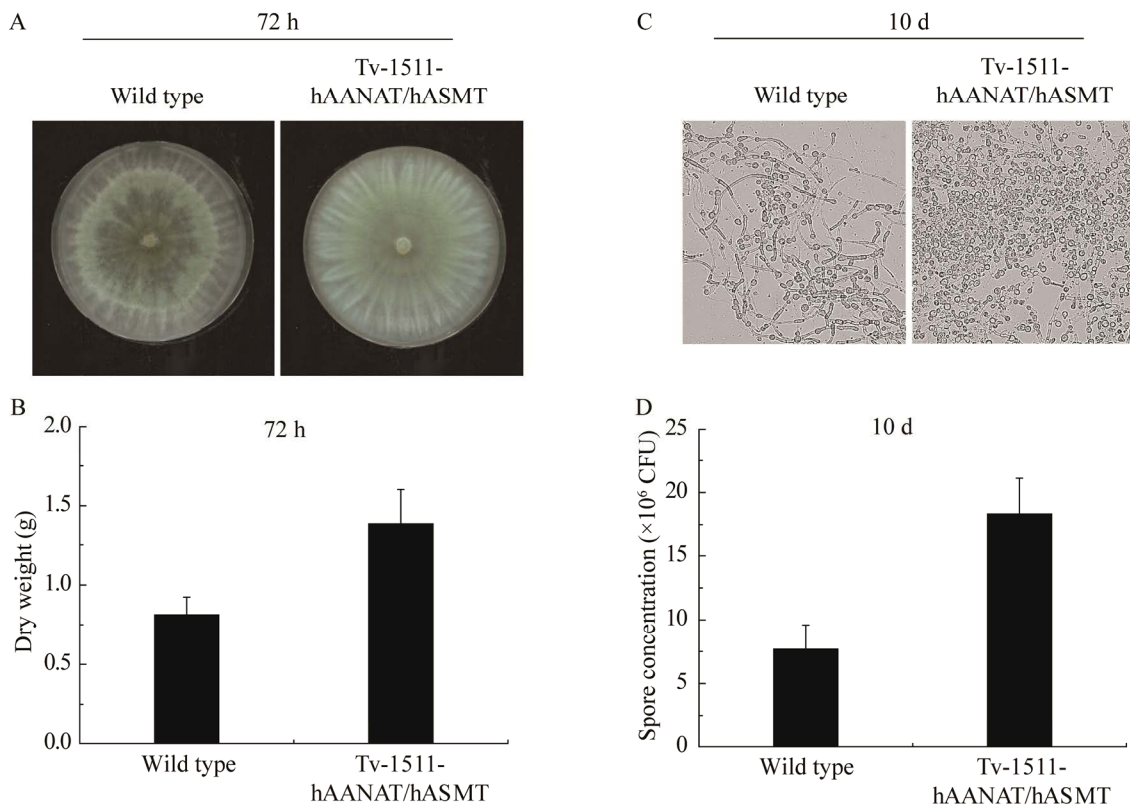 A
72 h
Wild type
Tv-1511-
hAANAT/hASMT
C
10 d
Wild type
Tv-1511-
hAANAT/hASMT
B
72 h
Dry weight (g)
2.0
1.5
1.0
0.5
0.0
Wild type
Tv-1511-
hAANAT/hASMT
D
10 d
Spore concentration (×10⁶ CFU)
25
20
15
10
5
0
Wild type
Tv-1511-
hAANAT/hASMT